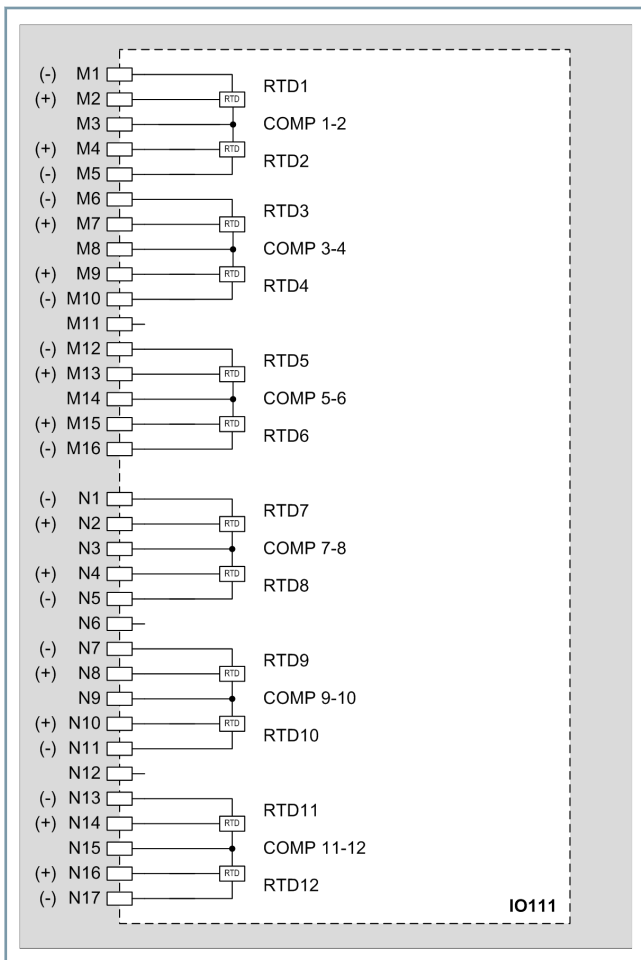 (-) M1
RTD1
(+) M2 RTD
M3 COMP 1-2
(+) M4 RTD
RTD2
(-) M5
(-) M6
RTD3
(+) M7 RTD
M8 COMP 3-4
(+) M9 RTD
RTD4
(-) M10
M11
(-) M12
RTD5
(+) M13 RTD
M14 COMP 5-6
(+) M15 RTD
RTD6
(-) M16
(-) N1
RTD7
(+) N2 RTD
N3 COMP 7-8
(+) N4 RTD
RTD8
(-) N5
N6
(-) N7
RTD9
(+) N8 RTD
N9 COMP 9-10
(+) N10 RTD
RTD10
(-) N11
N12
(-) N13
RTD11
(+) N14 RTD
N15 COMP 11-12
(+) N16 RTD
RTD12
(-) N17
IO111